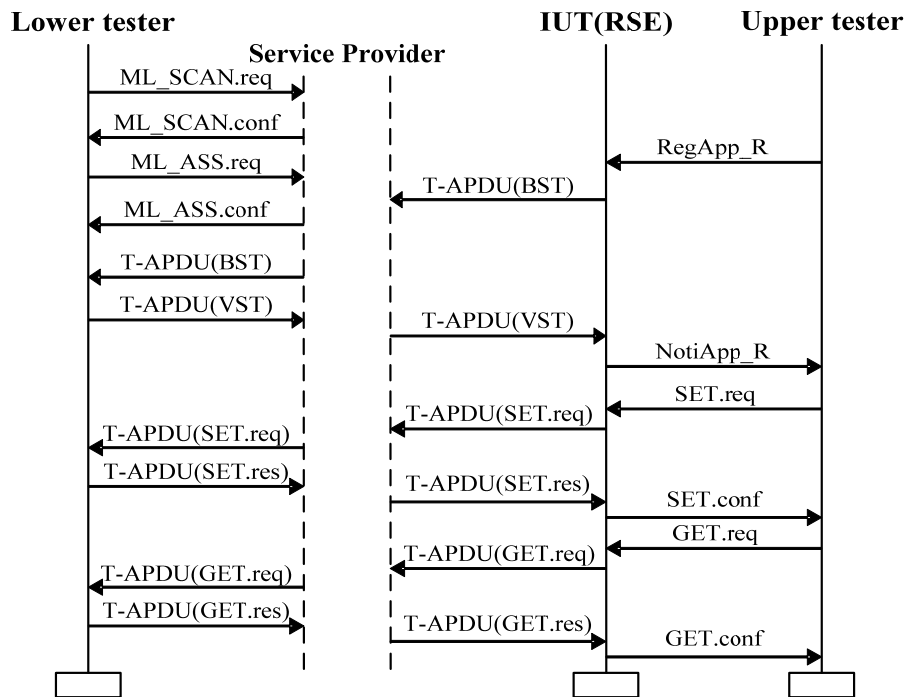 Lower tester
IUT(RSE)
Upper tester
Service Provider
ML_SCAN.req
ML_SCAN.conf
RegApp_R
ML_ASS.req
T-APDU(BST)
ML_ASS.conf
T-APDU(BST)
T-APDU(VST)
T-APDU(VST)
NotiApp_R
SET.req
T-APDU(SET.req)
T-APDU(SET.req)
T-APDU(SET.res)
T-APDU(SET.res)
SET.conf
GET.req
T-APDU(GET.req)
T-APDU(GET.req)
T-APDU(GET.res)
T-APDU(GET.res)
GET.conf